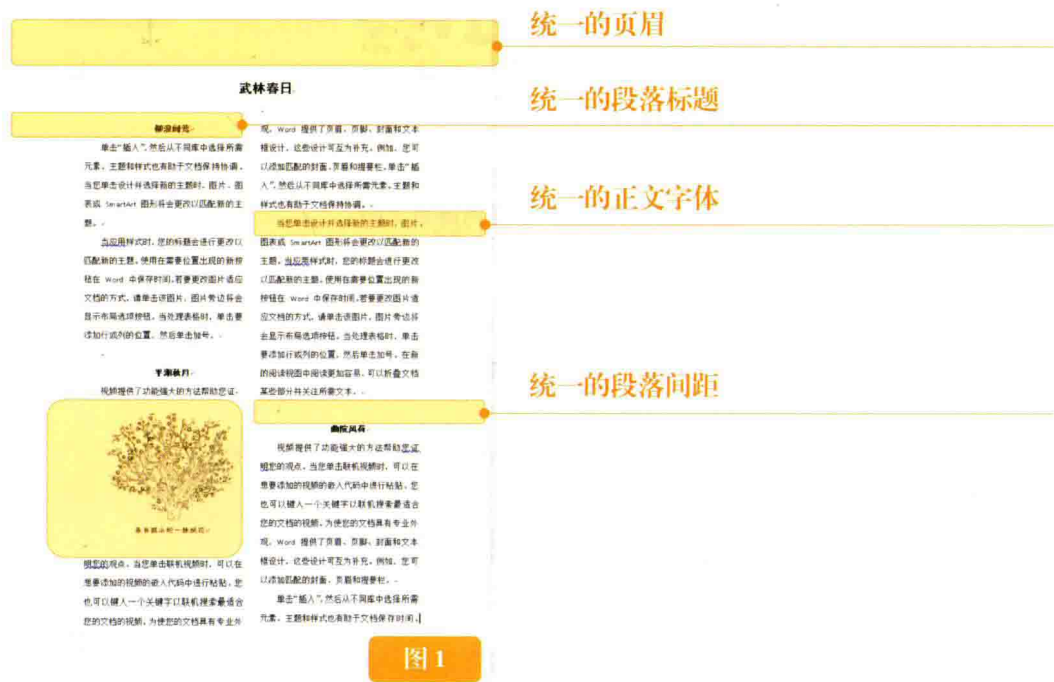 统一的页眉
武林春日
统一的段落标题
柳浪闻莺
单击“插入”,然后从不同库中选择所需
元素。主题和样式也有助于文档保持协调。
当您单击设计并选择新的主题时,图片、图
表或 SmartArt 图形将会更改以匹配新的主
题。
当应用样式时,您的标题会进行更改以
匹配新的主题。使用在需要位置出现的新按
钮在 Word 中保存时间。若要更改图片适应
文档的方式,请单击该图片,图片旁边将会
显示布局选项按钮。当处理表格时,单击要
添加行或列的位置,然后单击加号。
平湖秋月
视频提供了功能强大的方法帮助您证
明您的观点。当您单击联机视频时,可以在
想要添加的视频的嵌入代码中进行粘贴。您
也可以键入一个关键字以联机搜索最适合
您的文档的视频。为使您的文档具有专业外
观,Word 提供了页眉、页脚、封面和文本
框设计,这些设计可互为补充。例如,您可
以添加匹配的封面、页眉和提要栏。单击“插
入”,然后从不同库中选择所需元素。主题和
样式也有助于文档保持协调。
统一的正文字体
当您单击设计并选择新的主题时,图片、
图表或 SmartArt 图形将会更改以匹配新的
主题。当应用样式时,您的标题会进行更改
以匹配新的主题。使用在需要位置出现的新
按钮在 Word 中保存时间。若要更改图片适
应文档的方式,请单击该图片,图片旁边将
会显示布局选项按钮。当处理表格时,单击
要添加行或列的位置,然后单击加号。在新
的阅读视图中阅读更加容易。可以折叠文档
某些部分并关注所需文本。
统一的段落间距
曲院风荷
视频提供了功能强大的方法帮助您证
明您的观点。当您单击联机视频时,可以在
想要添加的视频的嵌入代码中进行粘贴。您
也可以键入一个关键字以联机搜索最适合
您的文档的视频。为使您的文档具有专业外
观,Word 提供了页眉、页脚、封面和文本
框设计,这些设计可互为补充。例如,您可
以添加匹配的封面、页眉和提要栏。
单击“插入”,然后从不同库中选择所需
元素。主题和样式也有助于文档保存时间。
图 1